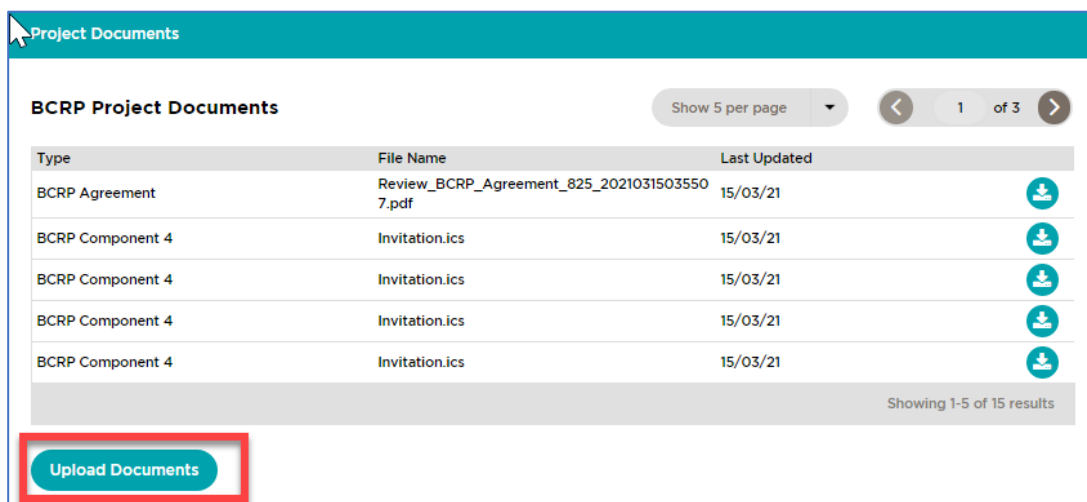 Project Documents
BCRP Project Documents
Show 5 per page
1 of 3
Type File Name Last Updated
BCRP Agreement Review_BCRP_Agreement_825_2021031503550
7.pdf 15/03/21
BCRP Component 4 Invitation.ics 15/03/21
BCRP Component 4 Invitation.ics 15/03/21
BCRP Component 4 Invitation.ics 15/03/21
BCRP Component 4 Invitation.ics 15/03/21
Showing 1-5 of 15 results
Upload Documents